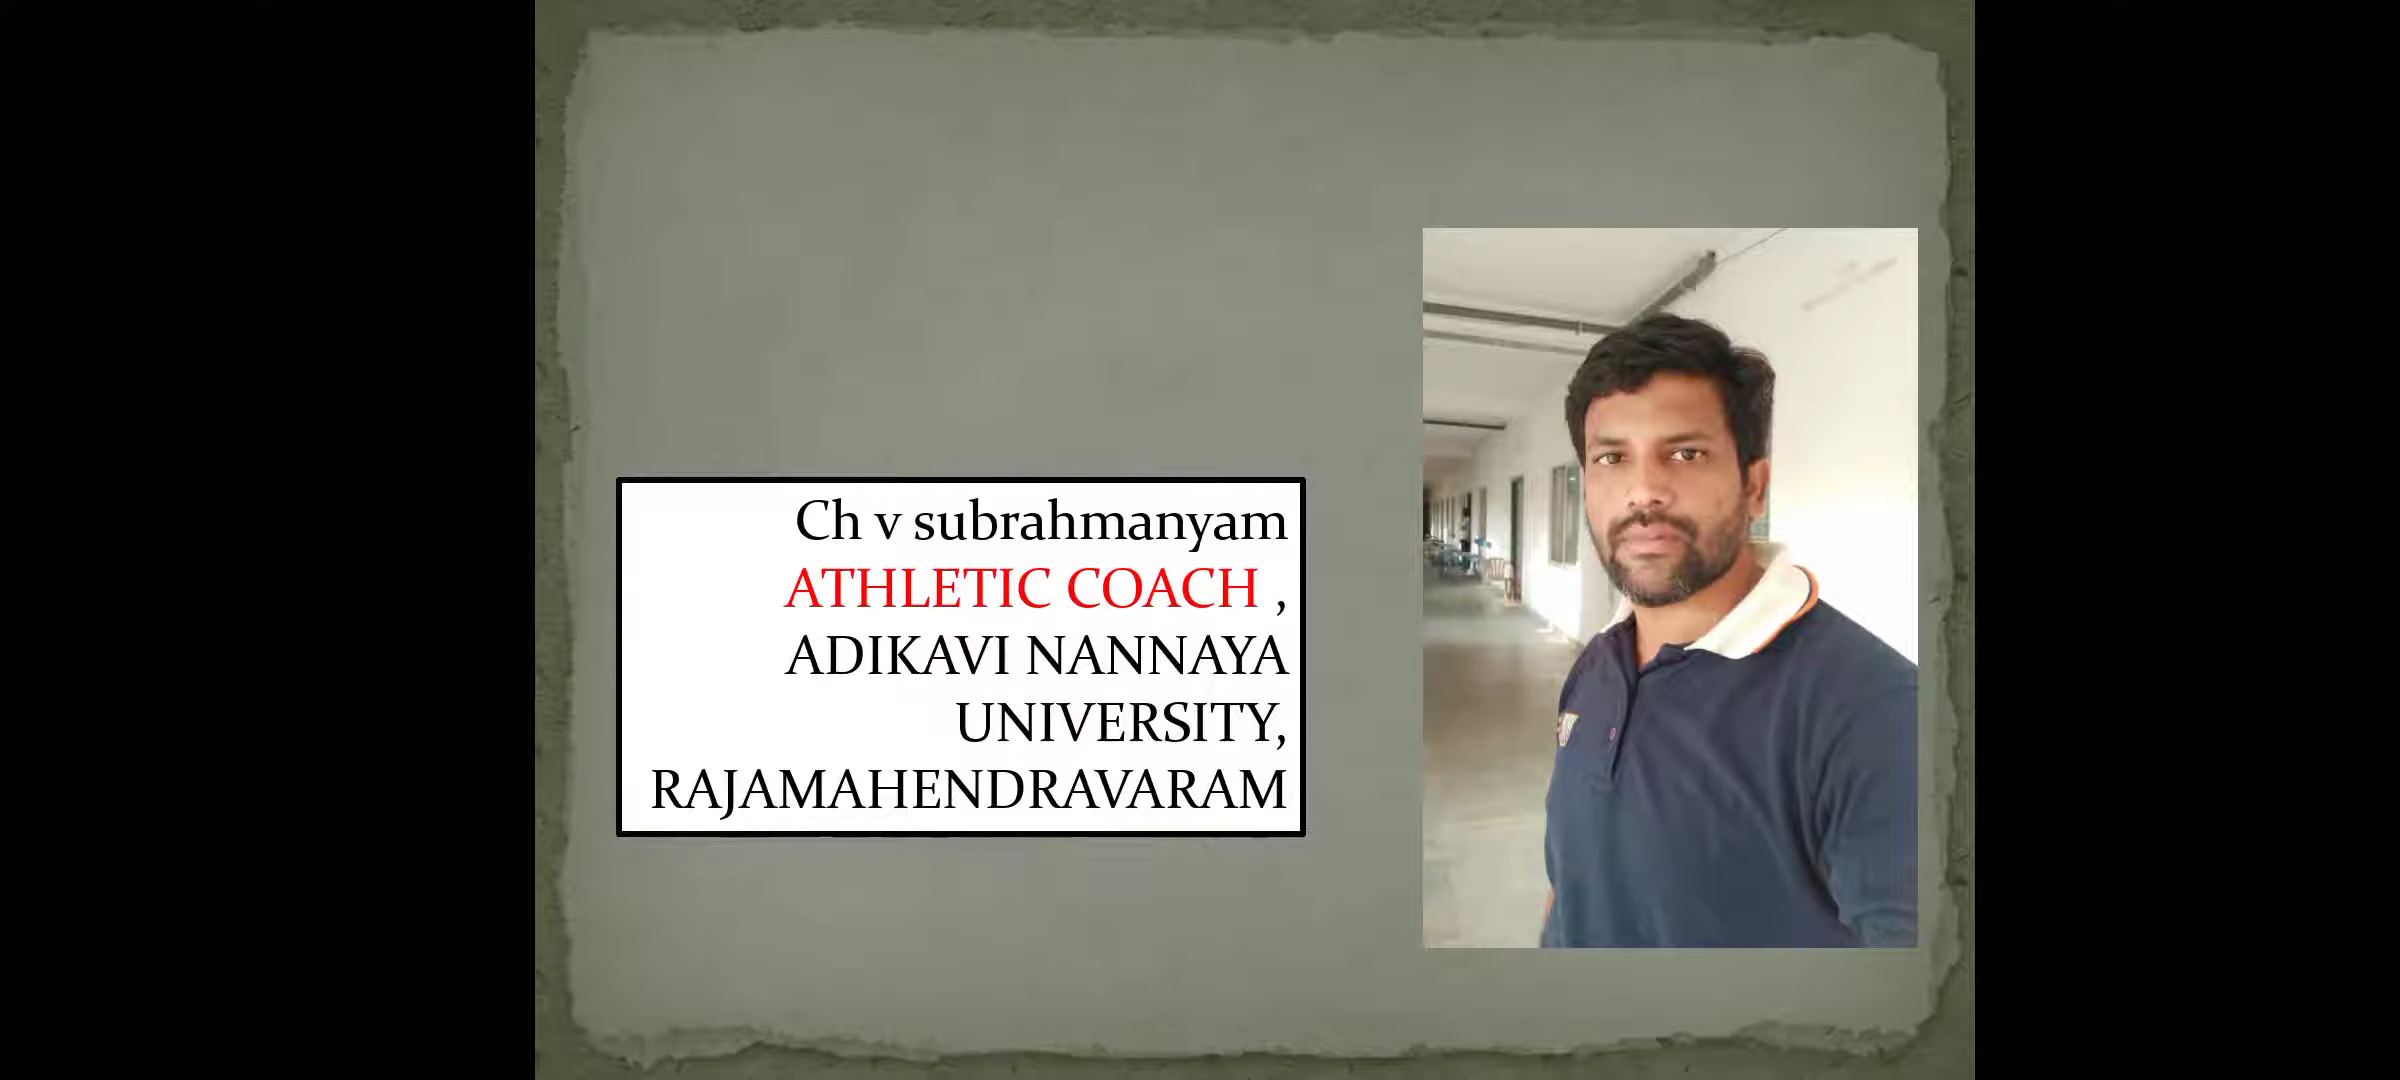 Ch v subrahmanyam
ATHLETIC COACH ,
ADIKAVI NANNAYA
UNIVERSITY,
RAJAMAHENDRAVARAM